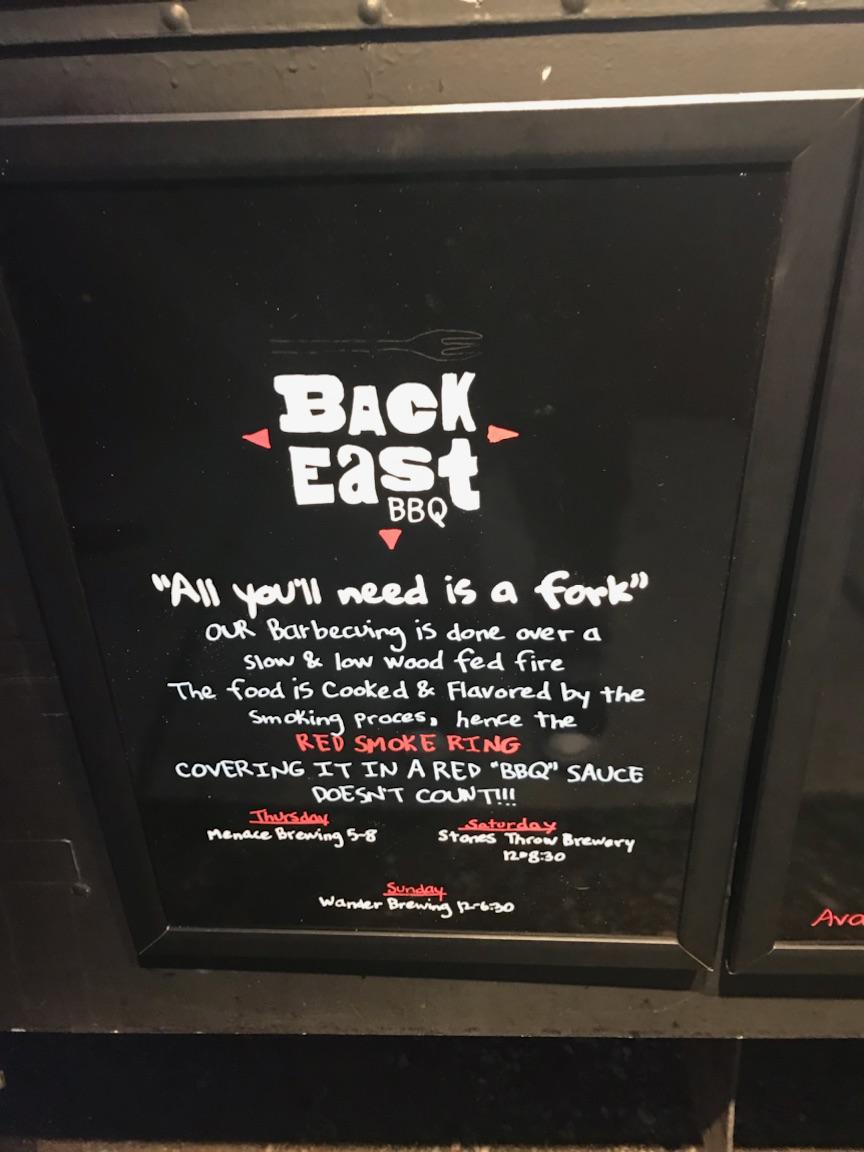 Back
East
BBQ
"All you'll need is a fork"
OUR Barbecuing is done over a
Slow & low wood fed fire
The food is Cooked & Flavored by the
Smoking proces, hence the
RED SMOKE RING
COVERING IT IN A RED "BBQ" SAUCE
DOESN'T COUNT!!!
Thursday
Menace Brewing 5-8
Saturday
Stones Throw Brewery
12-8:30
Sunday
Wander Brewing 12-6:30